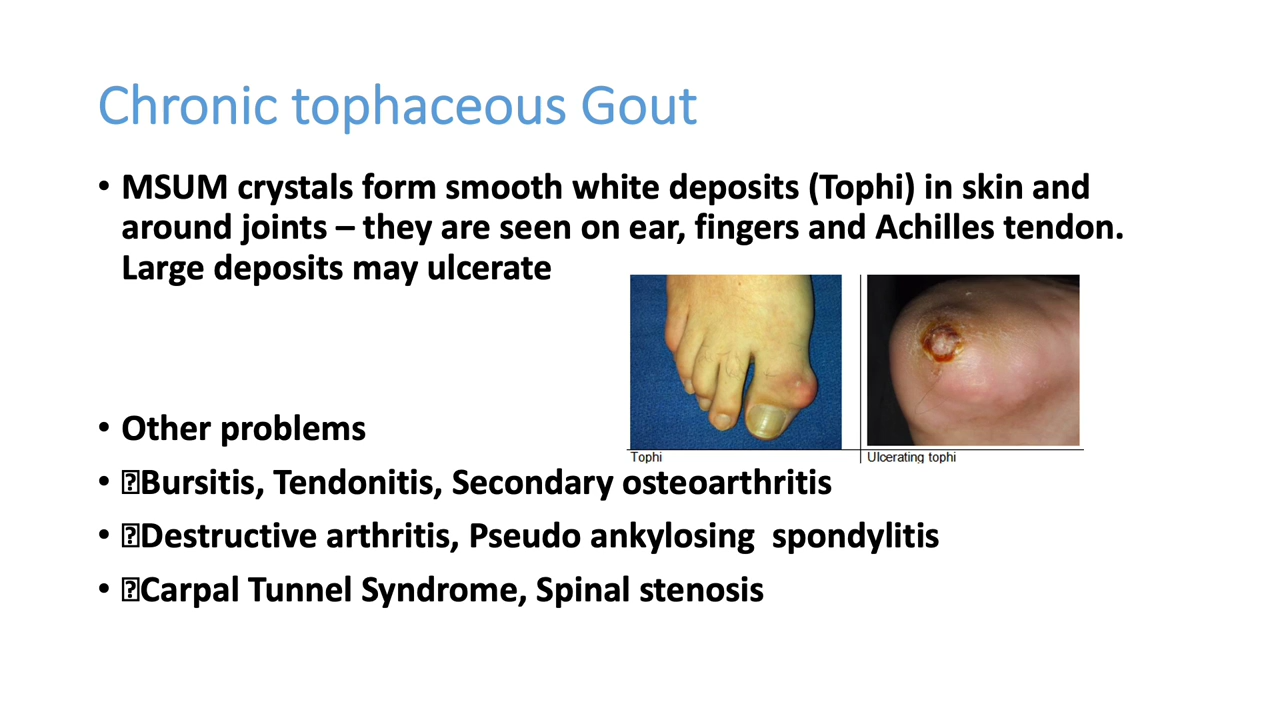 Chronic tophaceous Gout
• MSUM crystals form smooth white deposits (Tophi) in skin and
around joints – they are seen on ear, fingers and Achilles tendon.
Large deposits may ulcerate
Tophi
Ulcerating tophi
• Other problems
• �Bursitis, Tendonitis, Secondary osteoarthritis
• �Destructive arthritis, Pseudo ankylosing  spondylitis
• �Carpal Tunnel Syndrome, Spinal stenosis